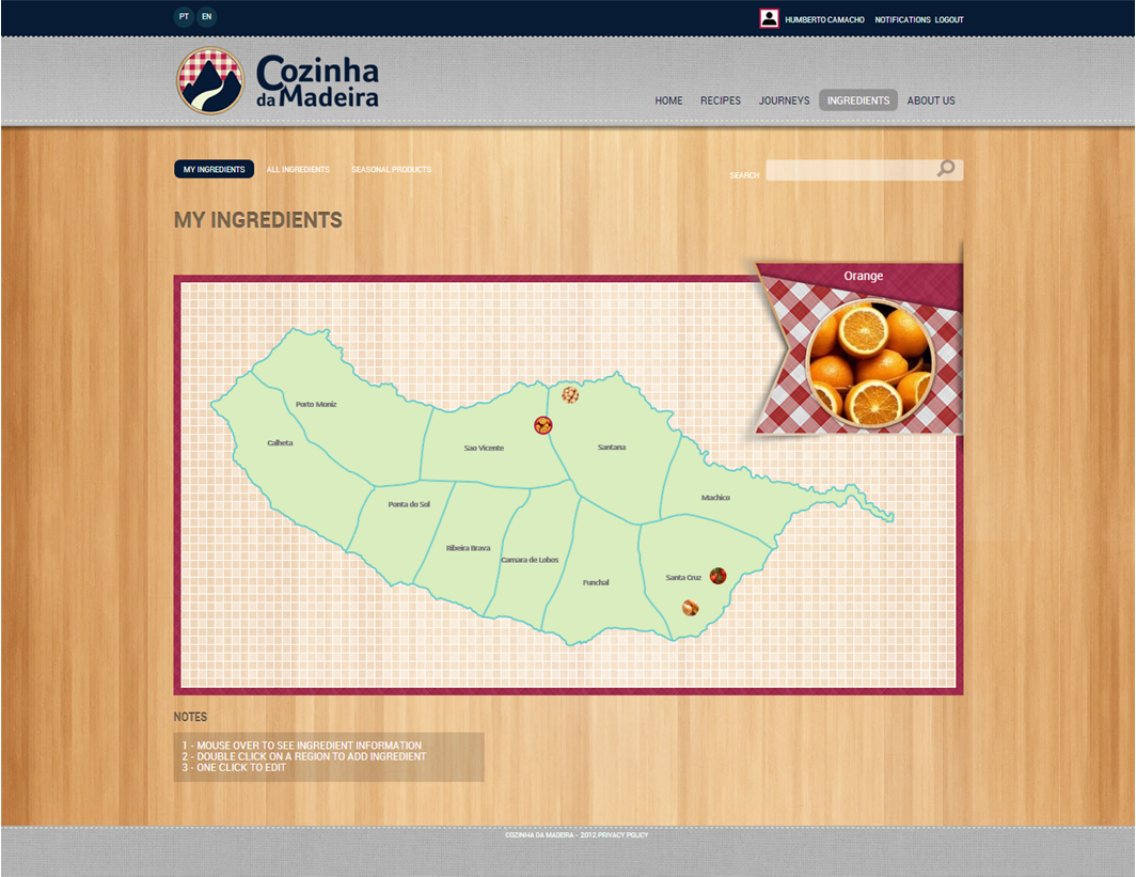 PT EN
HUMBERTO CAMACHO NOTIFICATIONS LOGOUT
Cozinha
da Madeira
HOME RECIPES JOURNEYS INGREDIENTS ABOUT US
MY INGREDIENTS ALL INGREDIENTS SEASONAL PRODUCTS
SEARCH
MY INGREDIENTS
Orange
Porto Moniz
Calheta
Sao Vicente
Santana
Machico
Ponta do Sol
Ribeira Brava
Camara de Lobos
Funchal
Santa Cruz
NOTES
1 - MOUSE OVER TO SEE INGREDIENT INFORMATION
2 - DOUBLE CLICK ON A REGION TO ADD INGREDIENT
3 - ONE CLICK TO EDIT
COZINHA DA MADEIRA - 2012 PRIVACY POLICY